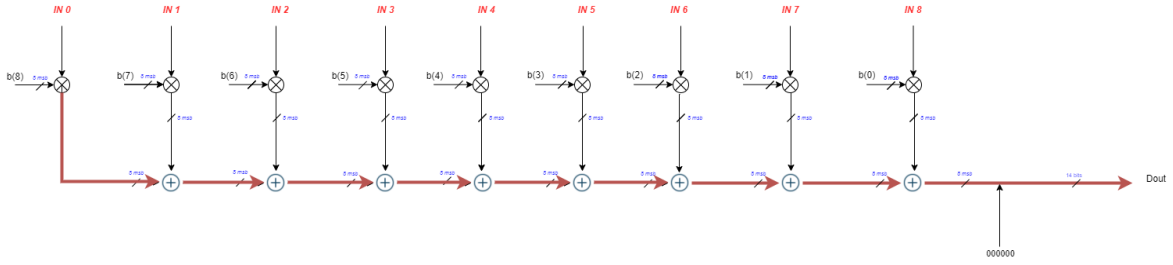 IN 0 IN 1 IN 2 IN 3 IN 4 IN 5 IN 6 IN 7 IN 8
b(8) 8 msb b(7) 8 msb b(6) 8 msb b(5) 8 msb b(4) 8 msb b(3) 8 msb b(2) 8 msb b(1) 8 msb b(0) 8 msb
8 msb 8 msb 8 msb 8 msb 8 msb 8 msb 8 msb 8 msb
8 msb 8 msb 8 msb 8 msb 8 msb 8 msb 8 msb 8 msb 8 msb 14 bits Dout
000000